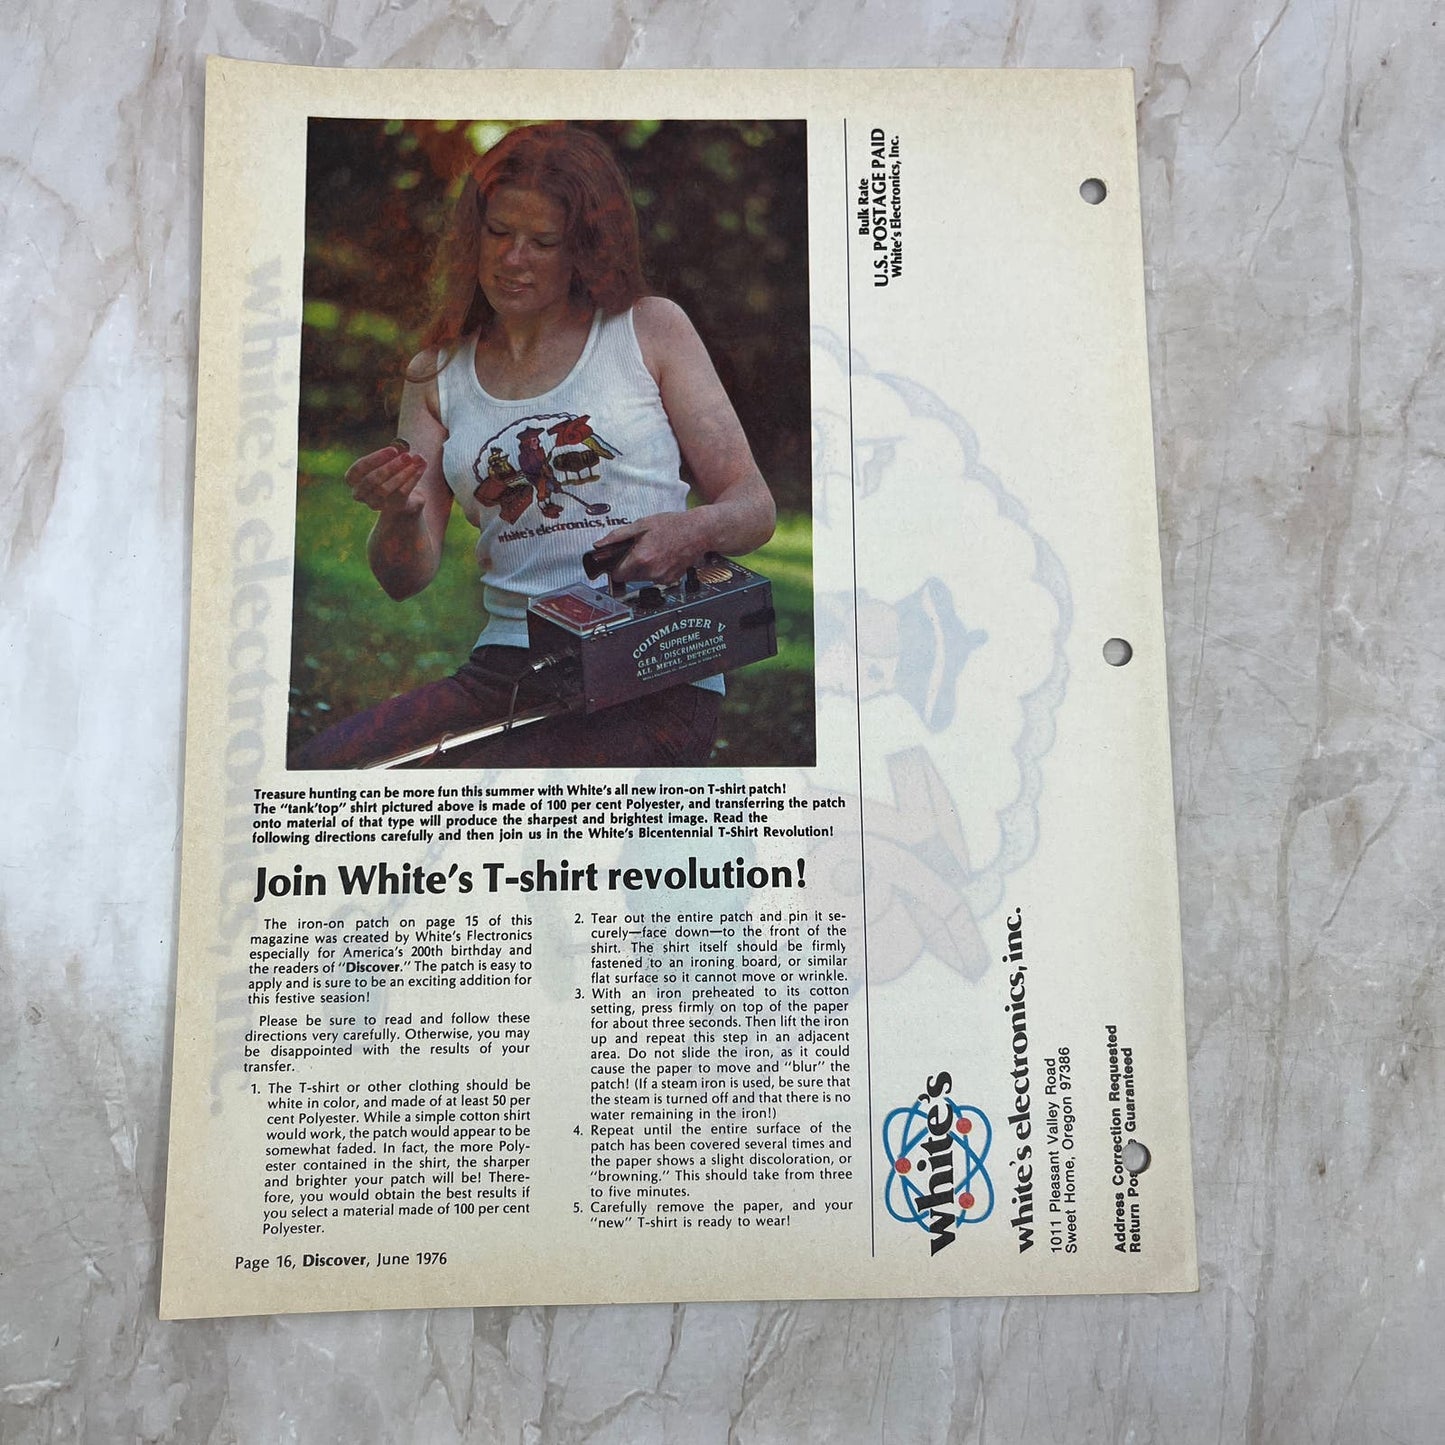 white's electronics, inc.
COINMASTER V
SUPREME
G.E.B. DISCRIMINATOR
ALL METAL DETECTOR
Treasure hunting can be more fun this summer with White's all new iron-on T-shirt patch!
The "tank'top" shirt pictured above is made of 100 per cent Polyester, and transferring the patch
onto material of that type will produce the sharpest and brightest image. Read the
following directions carefully and then join us in the White's Bicentennial T-Shirt Revolution!
Join White's T-shirt revolution!
The iron-on patch on page 15 of this
magazine was created by White's Flectronics
especially for America's 200th birthday and
the readers of "Discover." The patch is easy to
apply and is sure to be an exciting addition for
this festive seasion!
Please be sure to read and follow these
directions very carefully. Otherwise, you may
be disappointed with the results of your
transfer.
1. The T-shirt or other clothing should be
white in color, and made of at least 50 per
cent Polyester. While a simple cotton shirt
would work, the patch would appear to be
somewhat faded. In fact, the more Poly-
ester contained in the shirt, the sharper
and brighter your patch will be! There-
fore, you would obtain the best results if
you select a material made of 100 per cent
Polyester.
2. Tear out the entire patch and pin it se-
curely—face down—to the front of the
shirt. The shirt itself should be firmly
fastened to an ironing board, or similar
flat surface so it cannot move or wrinkle.
3. With an iron preheated to its cotton
setting, press firmly on top of the paper
for about three seconds. Then lift the iron
up and repeat this step in an adjacent
area. Do not slide the iron, as it could
cause the paper to move and "blur" the
patch! (If a steam iron is used, be sure that
the steam is turned off and that there is no
water remaining in the iron!)
4. Repeat until the entire surface of the
patch has been covered several times and
the paper shows a slight discoloration, or
"browning." This should take from three
to five minutes.
5. Carefully remove the paper, and your
"new" T-shirt is ready to wear!
Page 16, Discover, June 1976
Bulk Rate
U.S. POSTAGE PAID
White's Electronics, Inc.
white's
white's electronics, inc.
1011 Pleasant Valley Road
Sweet Home, Oregon 97386
Address Correction Requested
Return Guaranteed
white's electronics, inc.